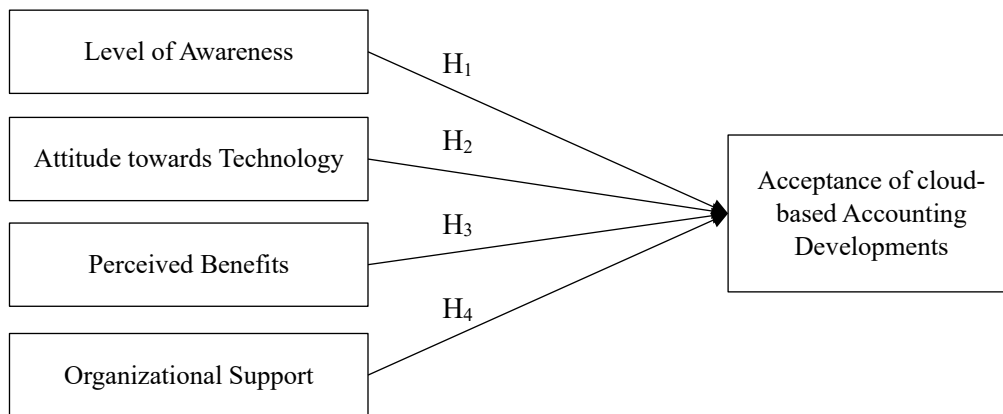 Level of Awareness
H₁
Attitude towards Technology
H₂
Perceived Benefits
H₃
Organizational Support
H₄
Acceptance of cloud-
based Accounting
Developments